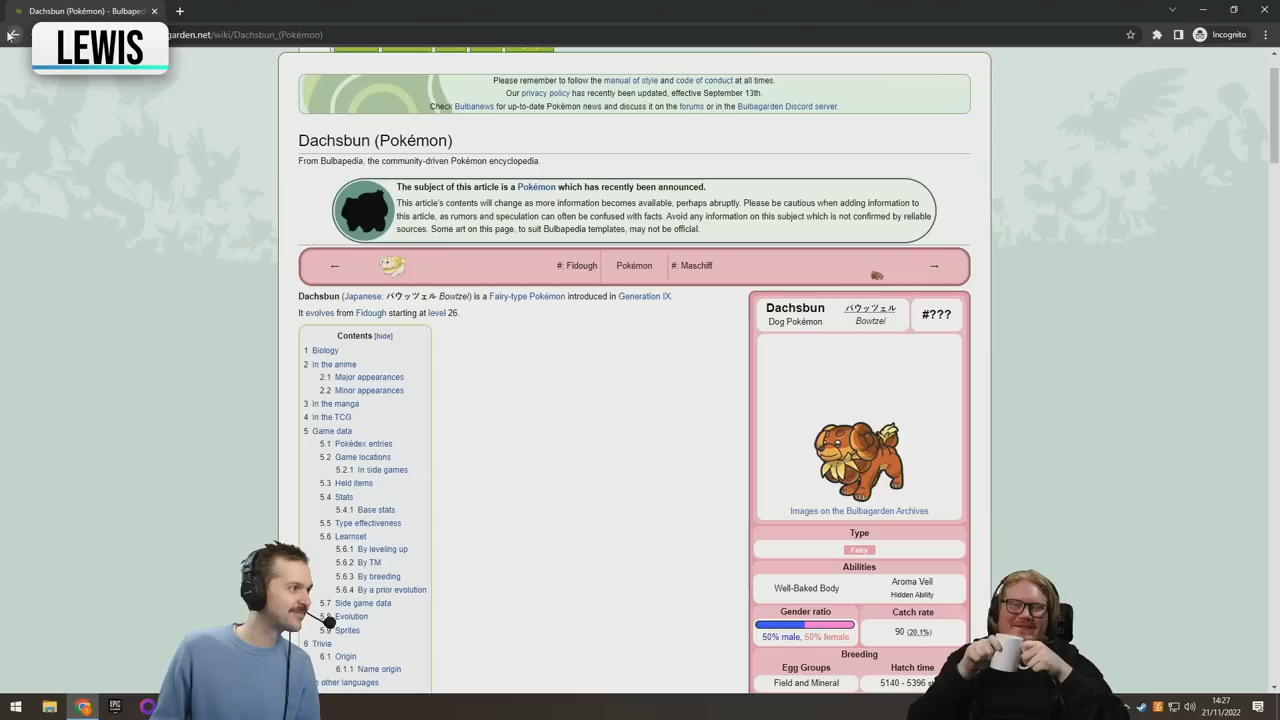 Dachsbun (Pokémon) - Bulbaped
LEWIS
garden.net/wiki/Dachsbun_(Pokémon)
Incognito
Please remember to follow the manual of style and code of conduct at all times.
Our privacy policy has recently been updated, effective September 13th.
Check Bulbanews for up-to-date Pokémon news and discuss it on the forums or in the Bulbagarden Discord server.
Dachsbun (Pokémon)
From Bulbapedia, the community-driven Pokémon encyclopedia.
The subject of this article is a Pokémon which has recently been announced.
This article's contents will change as more information becomes available, perhaps abruptly. Please be cautious when adding information to
this article, as rumors and speculation can often be confused with facts. Avoid any information on this subject which is not confirmed by reliable
sources. Some art on this page, to suit Bulbapedia templates, may not be official.
← #: Fidough Pokémon #: Maschiff →
Dachsbun (Japanese: バウッツェル Bowtzel) is a Fairy-type Pokémon introduced in Generation IX.
It evolves from Fidough starting at level 26.
Contents [hide]
1 Biology
2 In the anime
2.1 Major appearances
2.2 Minor appearances
3 In the manga
4 In the TCG
5 Game data
5.1 Pokédex entries
5.2 Game locations
5.2.1 In side games
5.3 Held items
5.4 Stats
5.4.1 Base stats
5.5 Type effectiveness
5.6 Learnset
5.6.1 By leveling up
5.6.2 By TM
5.6.3 By breeding
5.6.4 By a prior evolution
5.7 Side game data
5.8 Evolution
5.9 Sprites
6 Trivia
6.1 Origin
6.1.1 Name origin
other languages
Dachsbun
Dog Pokémon
バウッツェル
Bowtzel
#???
Images on the Bulbagarden Archives
Type
Fairy
Abilities
Well-Baked Body
Aroma Veil
Hidden Ability
Gender ratio
50% male, 50% female
Catch rate
90 (20.1%)
Breeding
Egg Groups
Field and Mineral
Hatch time
5140 - 5396 st
EPIC
14:27
21/11/2022